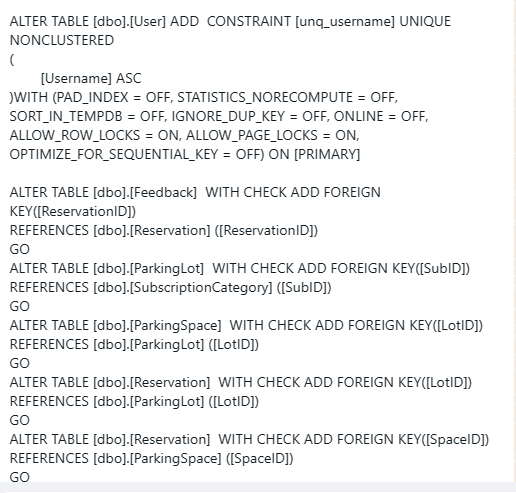 ALTER TABLE [dbo].[User] ADD  CONSTRAINT [unq_username] UNIQUE
NONCLUSTERED
(
        [Username] ASC
)WITH (PAD_INDEX = OFF, STATISTICS_NORECOMPUTE = OFF,
SORT_IN_TEMPDB = OFF, IGNORE_DUP_KEY = OFF, ONLINE = OFF,
ALLOW_ROW_LOCKS = ON, ALLOW_PAGE_LOCKS = ON,
OPTIMIZE_FOR_SEQUENTIAL_KEY = OFF) ON [PRIMARY]

ALTER TABLE [dbo].[Feedback]  WITH CHECK ADD FOREIGN
KEY([ReservationID])
REFERENCES [dbo].[Reservation] ([ReservationID])
GO
ALTER TABLE [dbo].[ParkingLot]  WITH CHECK ADD FOREIGN KEY([SubID])
REFERENCES [dbo].[SubscriptionCategory] ([SubID])
GO
ALTER TABLE [dbo].[ParkingSpace]  WITH CHECK ADD FOREIGN KEY([LotID])
REFERENCES [dbo].[ParkingLot] ([LotID])
GO
ALTER TABLE [dbo].[Reservation]  WITH CHECK ADD FOREIGN KEY([LotID])
REFERENCES [dbo].[ParkingLot] ([LotID])
GO
ALTER TABLE [dbo].[Reservation]  WITH CHECK ADD FOREIGN KEY([SpaceID])
REFERENCES [dbo].[ParkingSpace] ([SpaceID])
GO